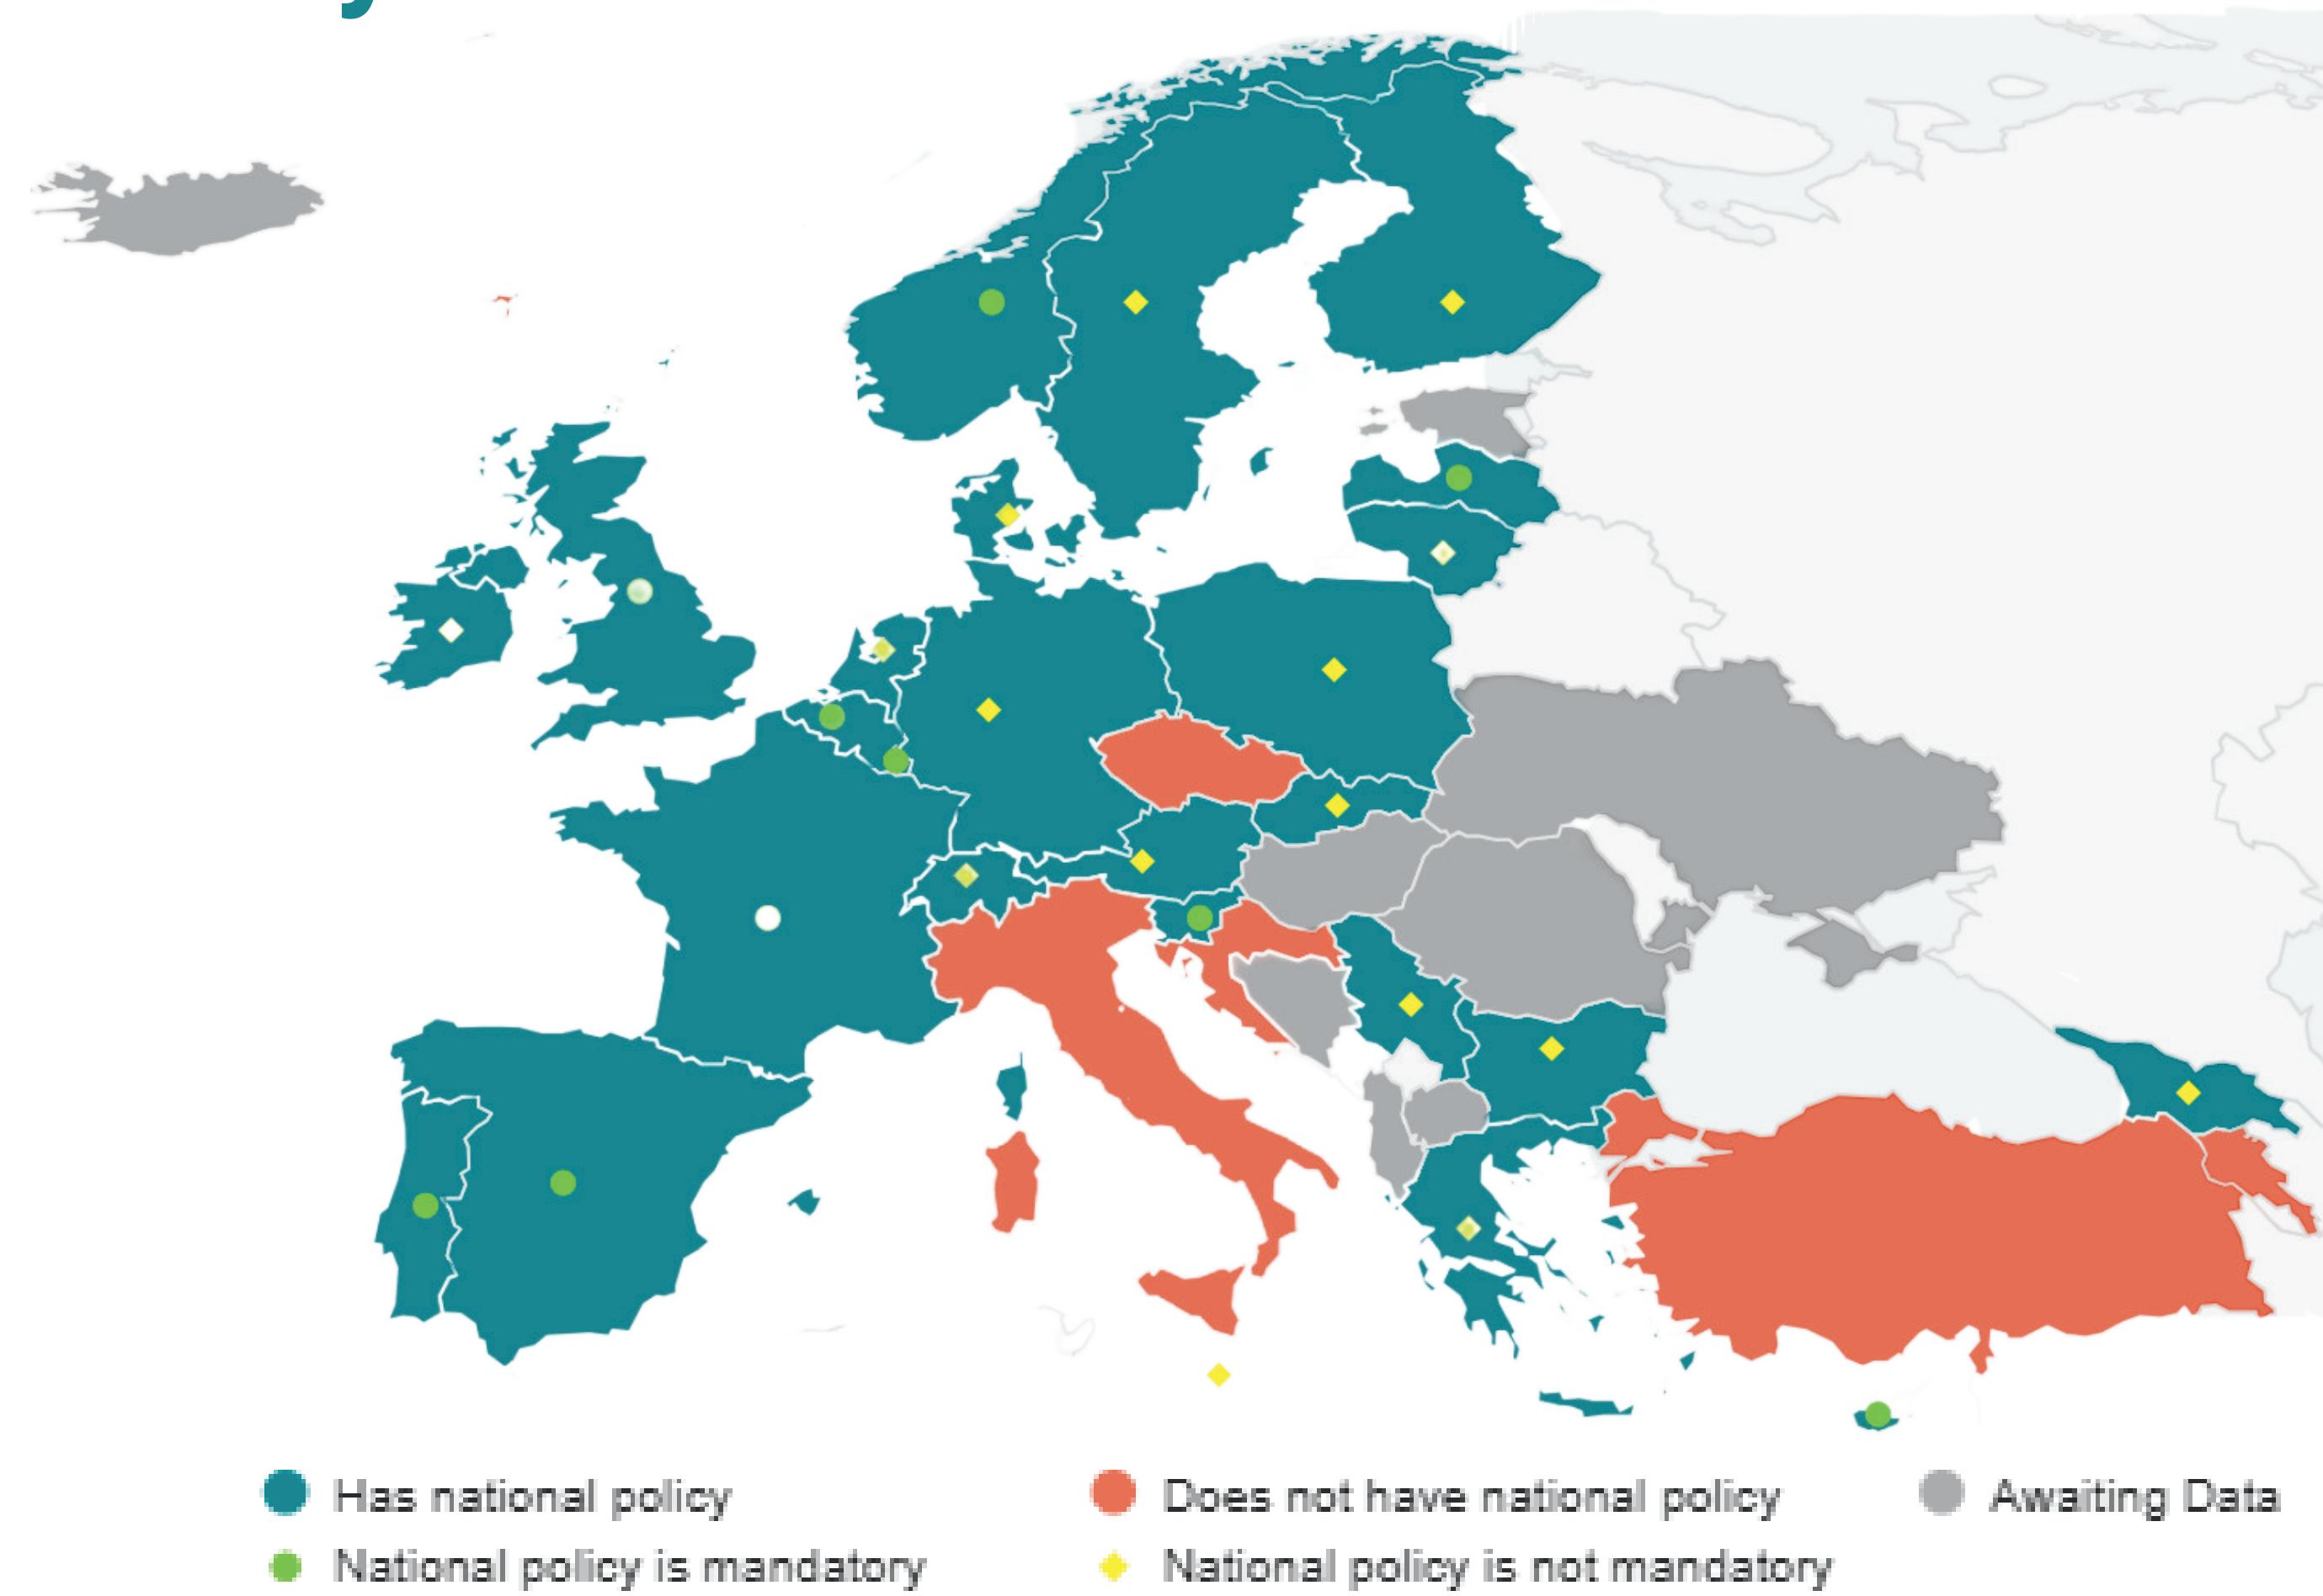 Has national policy
Does not have national policy
Awaiting Data
National policy is mandatory
National policy is not mandatory